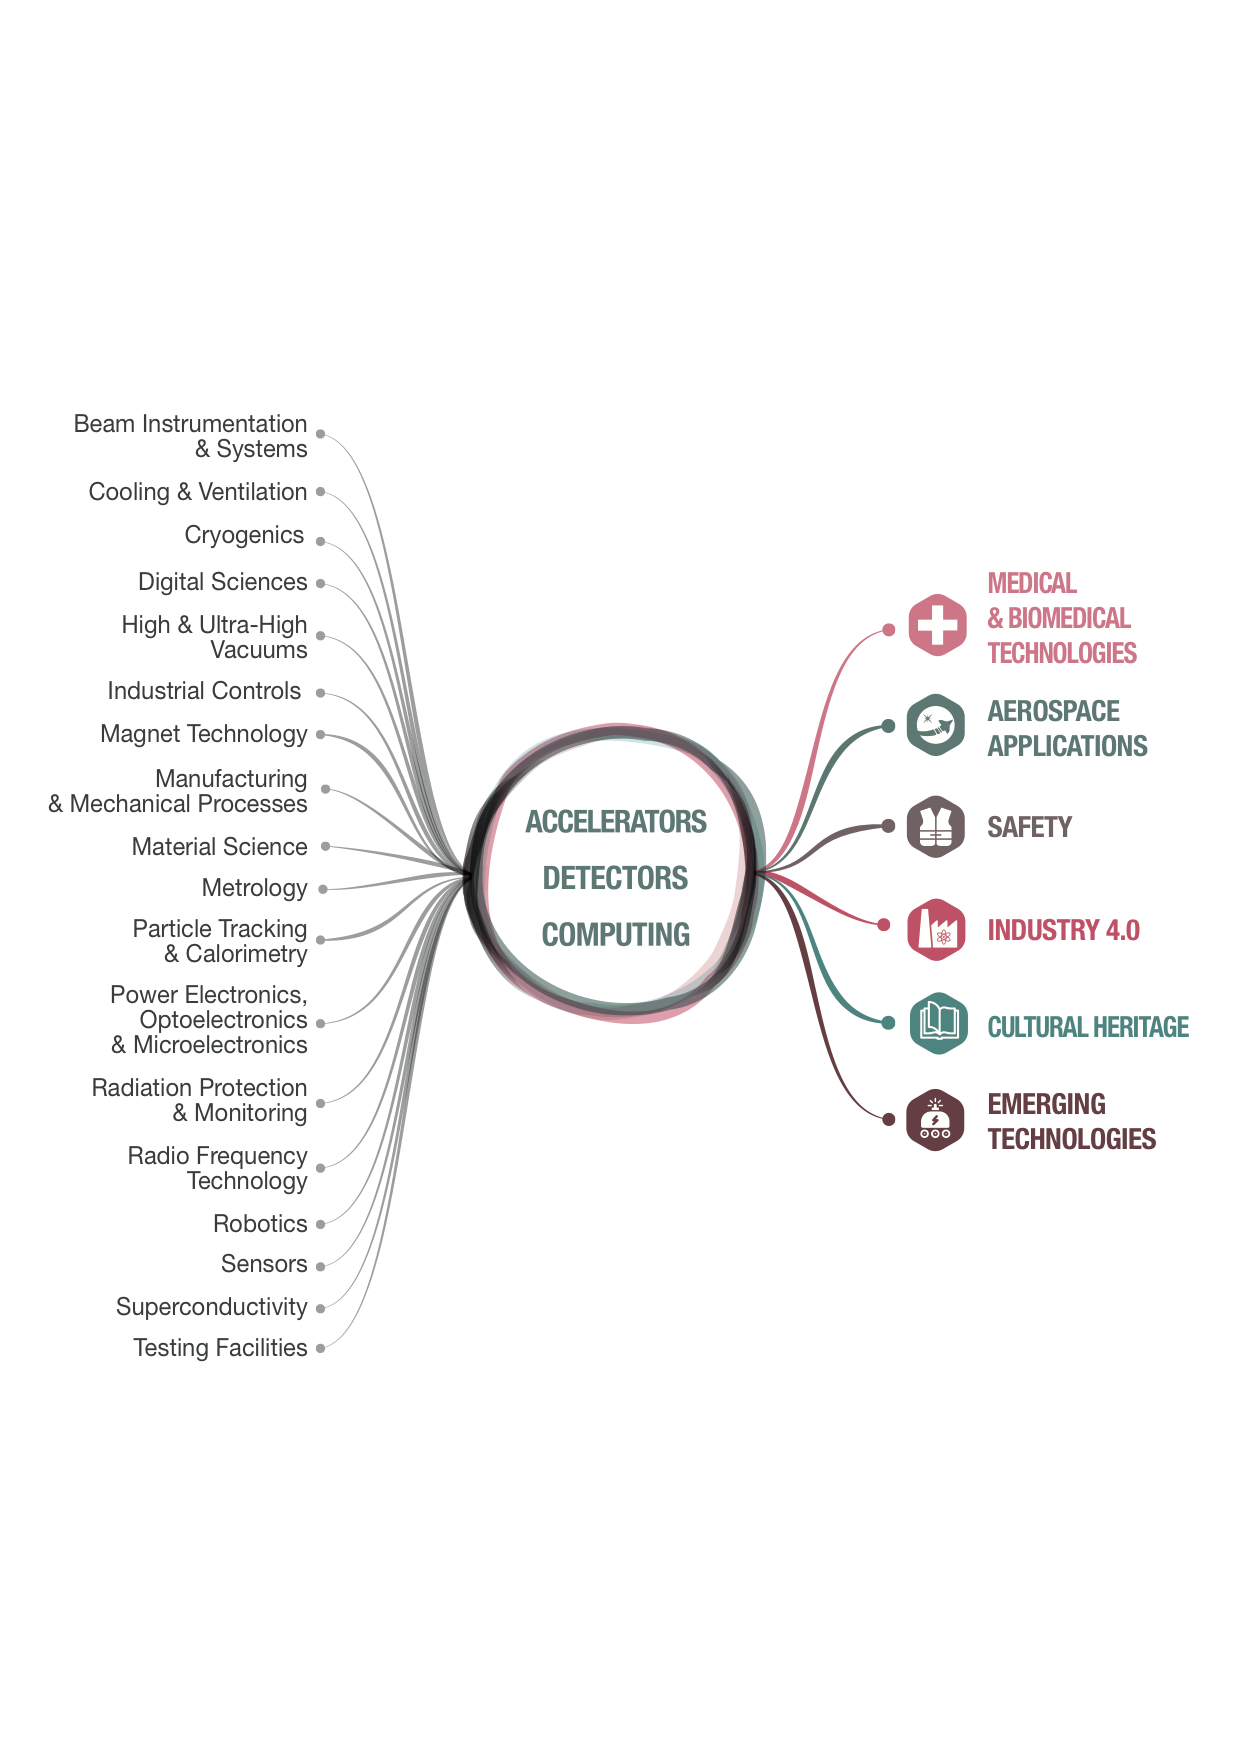 Beam Instrumentation
& Systems
Cooling & Ventilation
Cryogenics
Digital Sciences
High & Ultra-High
Vacuums
Industrial Controls
Magnet Technology
Manufacturing
& Mechanical Processes
Material Science
Metrology
Particle Tracking
& Calorimetry
Power Electronics,
Optoelectronics
& Microelectronics
Radiation Protection
& Monitoring
Radio Frequency
Technology
Robotics
Sensors
Superconductivity
Testing Facilities
ACCELERATORS
DETECTORS
COMPUTING
MEDICAL
& BIOMEDICAL
TECHNOLOGIES
AEROSPACE
APPLICATIONS
SAFETY
INDUSTRY 4.0
CULTURAL HERITAGE
EMERGING
TECHNOLOGIES